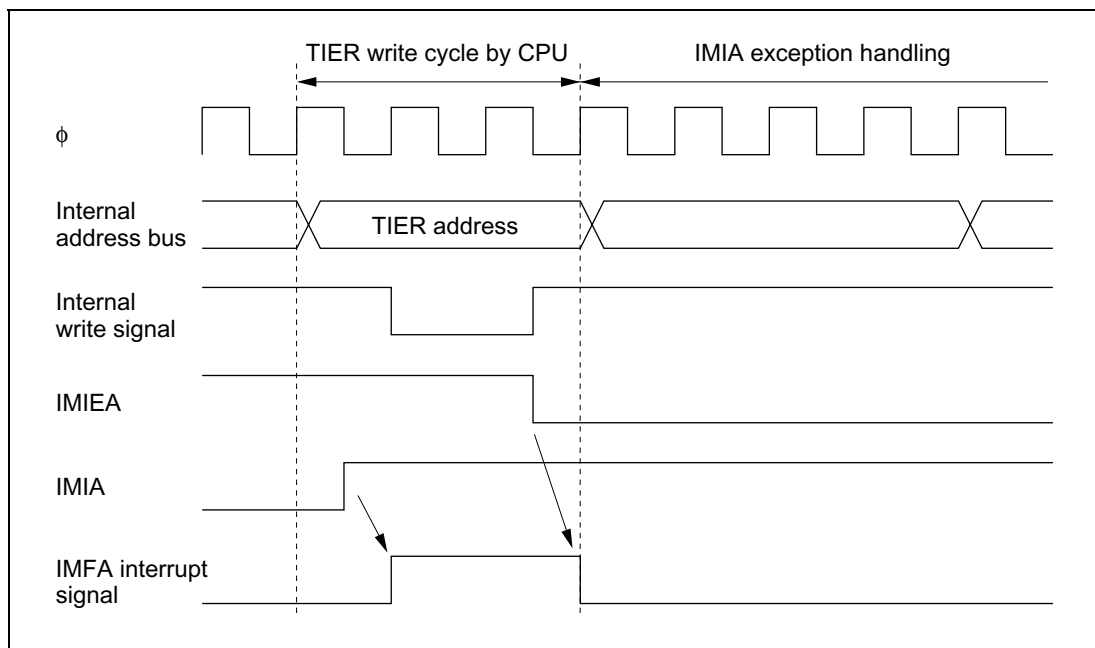 TIER write cycle by CPU
IMIA exception handling
φ
Internal
address bus
TIER address
Internal
write signal
IMIEA
IMIA
IMFA interrupt
signal